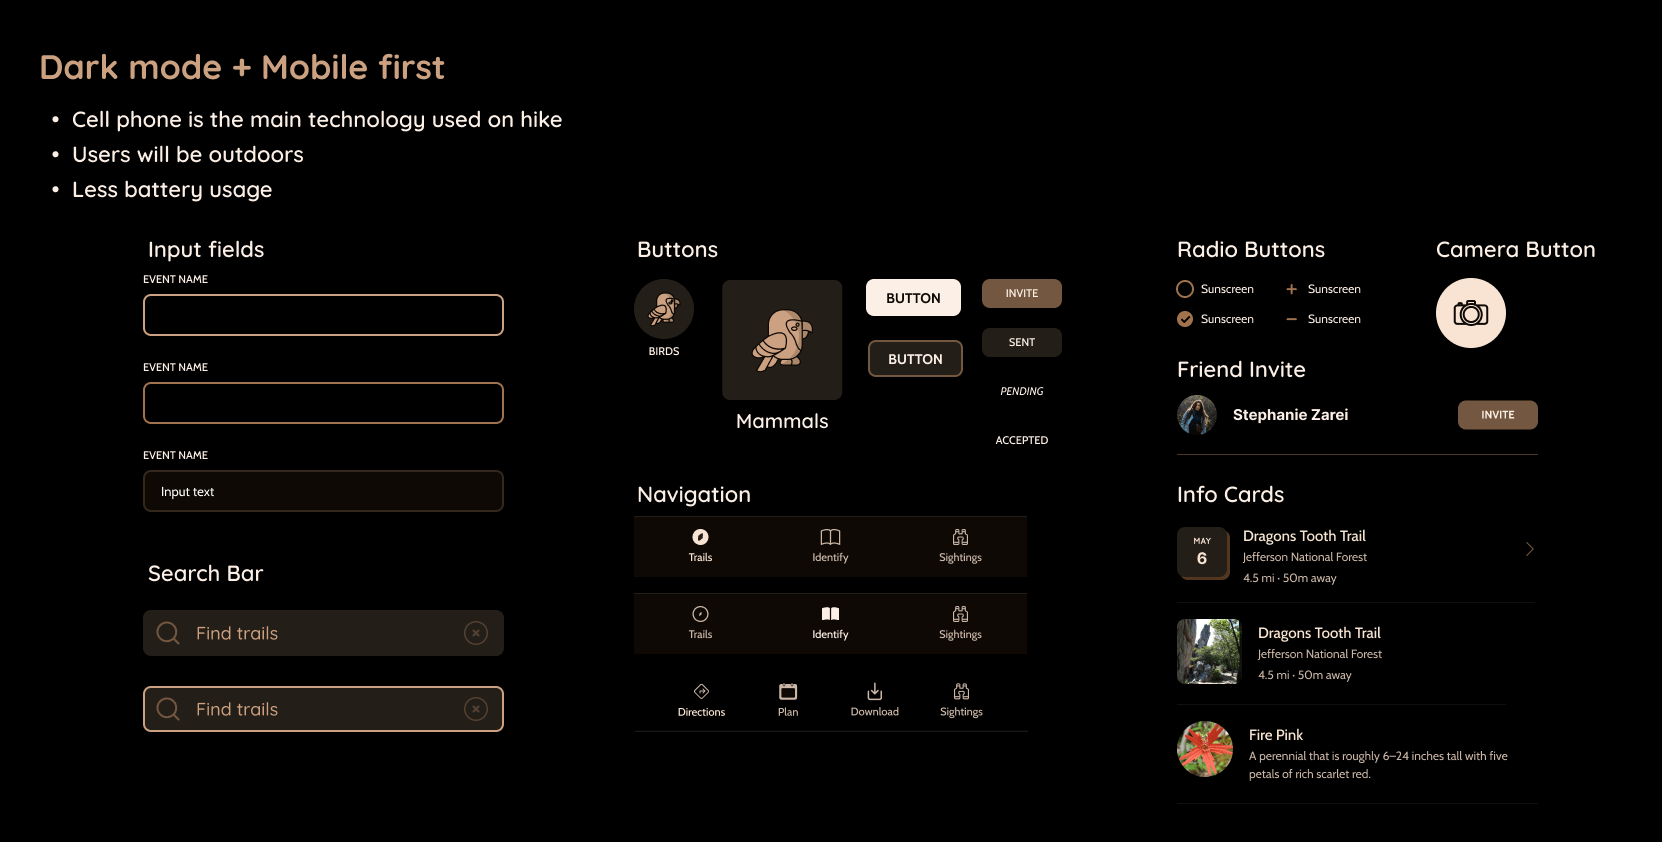 Dark mode + Mobile first
• Cell phone is the main technology used on hike
• Users will be outdoors
• Less battery usage
Input fields
EVENT NAME
EVENT NAME
EVENT NAME
Input text
Search Bar
Find trails
Find trails
Buttons
BIRDS
Mammals
BUTTON
BUTTON
INVITE
SENT
PENDING
ACCEPTED
Navigation
Trails Identify Sightings
Trails Identify Sightings
Directions Plan Download Sightings
Radio Buttons
Sunscreen + Sunscreen
Sunscreen − Sunscreen
Camera Button
Friend Invite
Stephanie Zarei INVITE
Info Cards
MAY
6
Dragons Tooth Trail
Jefferson National Forest
4.5 mi · 50m away
Dragons Tooth Trail
Jefferson National Forest
4.5 mi · 50m away
Fire Pink
A perennial that is roughly 6–24 inches tall with five
petals of rich scarlet red.